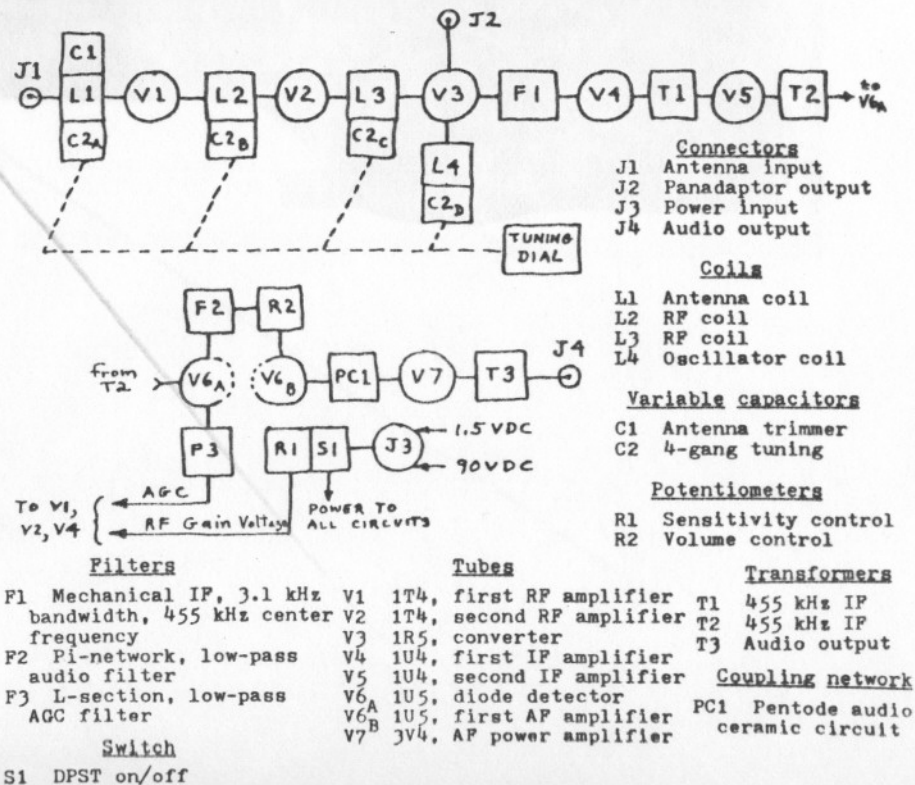 J2
J1
C1
L1
C2A
V1
L2
C2B
V2
L3
C2C
V3
F1
V4
T1
V5
T2
to V6A
L4
C2D
TUNING
DIAL
Connectors
J1 Antenna input
J2 Panadaptor output
J3 Power input
J4 Audio output
Coils
L1 Antenna coil
L2 RF coil
L3 RF coil
L4 Oscillator coil
Variable capacitors
C1 Antenna trimmer
C2 4-gang tuning
Potentiometers
R1 Sensitivity control
R2 Volume control
F2
R2
from
T2
V6A
V6B
PC1
V7
T3
J4
P3
R1
S1
J3
1.5 VDC
90 VDC
AGC
TO V1,
V2, V4
RF Gain Voltage
POWER TO
ALL CIRCUITS
Filters
F1 Mechanical IF, 3.1 kHz
bandwidth, 455 kHz center
frequency
F2 Pi-network, low-pass
audio filter
F3 L-section, low-pass
AGC filter
Switch
S1 DPST on/off
Tubes
V1 1T4, first RF amplifier
V2 1T4, second RF amplifier
V3 1R5, converter
V4 1U4, first IF amplifier
V5 1U4, second IF amplifier
V6A 1U5, diode detector
V6B 1U5, first AF amplifier
V7 3V4, AF power amplifier
Transformers
T1 455 kHz IF
T2 455 kHz IF
T3 Audio output
Coupling network
PC1 Pentode audio
ceramic circuit